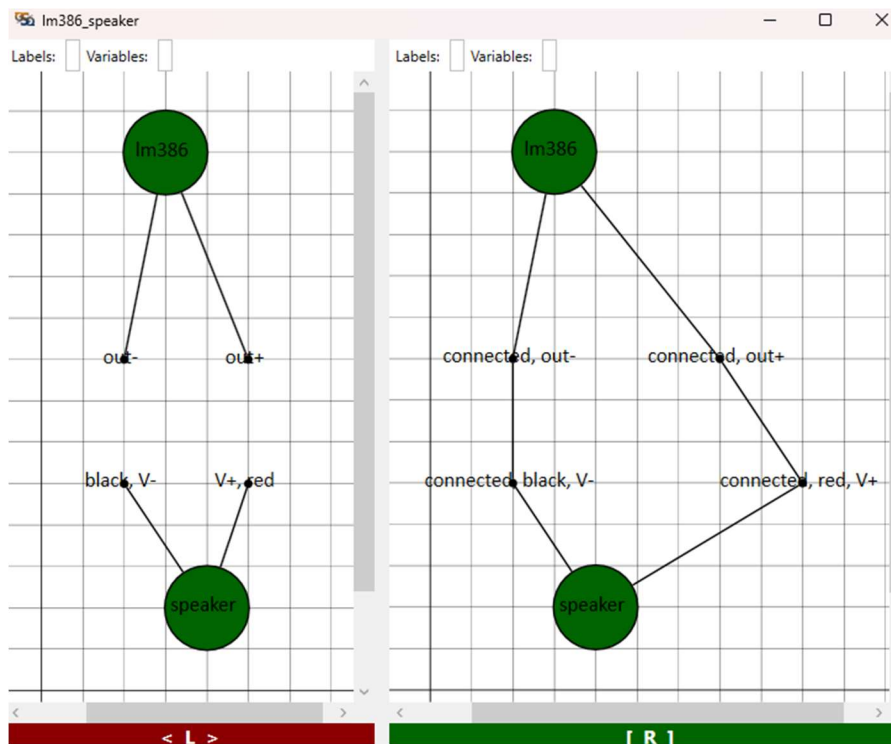 lm386_speaker
Labels: Variables:
Labels: Variables:
lm386
out- out+
black, V- V+, red
speaker
< L >
lm386
connected, out- connected, out+
connected, black, V- connected, red, V+
speaker
[ R ]